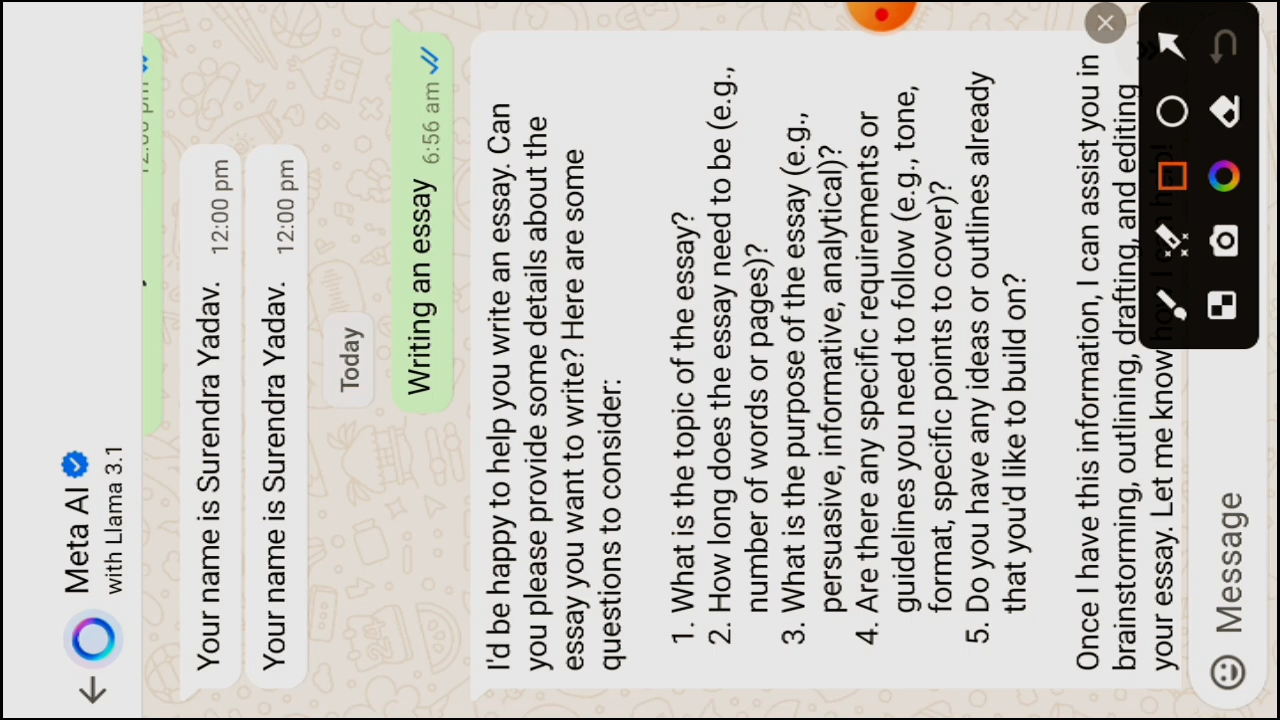 Meta AI
with Llama 3.1
Your name is Surendra Yadav. 12:00 pm
Your name is Surendra Yadav. 12:00 pm
Today
Writing an essay 6:56 am
I'd be happy to help you write an essay. Can
you please provide some details about the
essay you want to write? Here are some
questions to consider:
1. What is the topic of the essay?
2. How long does the essay need to be (e.g.,
number of words or pages)?
3. What is the purpose of the essay (e.g.,
persuasive, informative, analytical)?
4. Are there any specific requirements or
guidelines you need to follow (e.g., tone,
format, specific points to cover)?
5. Do you have any ideas or outlines already
that you'd like to build on?
Once I have this information, I can assist you in
brainstorming, outlining, drafting, and editing
your essay. Let me know how I can help!
Message